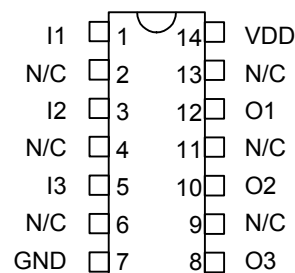 I1 1 14 VDD
N/C 2 13 N/C
I2 3 12 O1
N/C 4 11 N/C
I3 5 10 O2
N/C 6 9 N/C
GND 7 8 O3